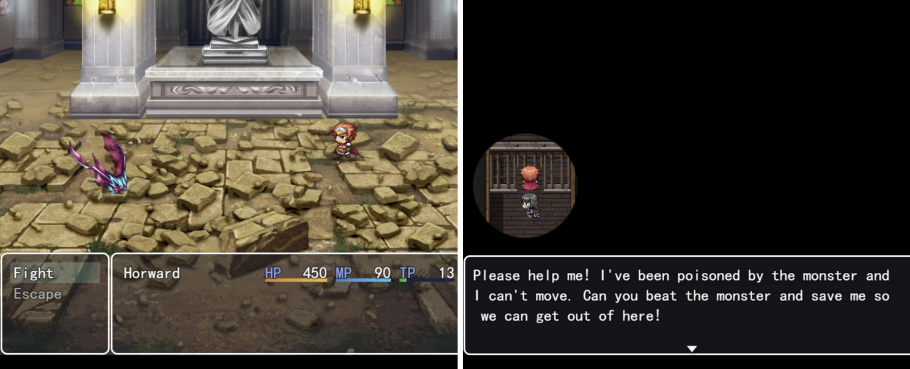 Fight
Escape
Horward HP 450 MP 90 TP 13
Please help me! I've been poisoned by the monster and
I can't move. Can you beat the monster and save me so
we can get out of here!